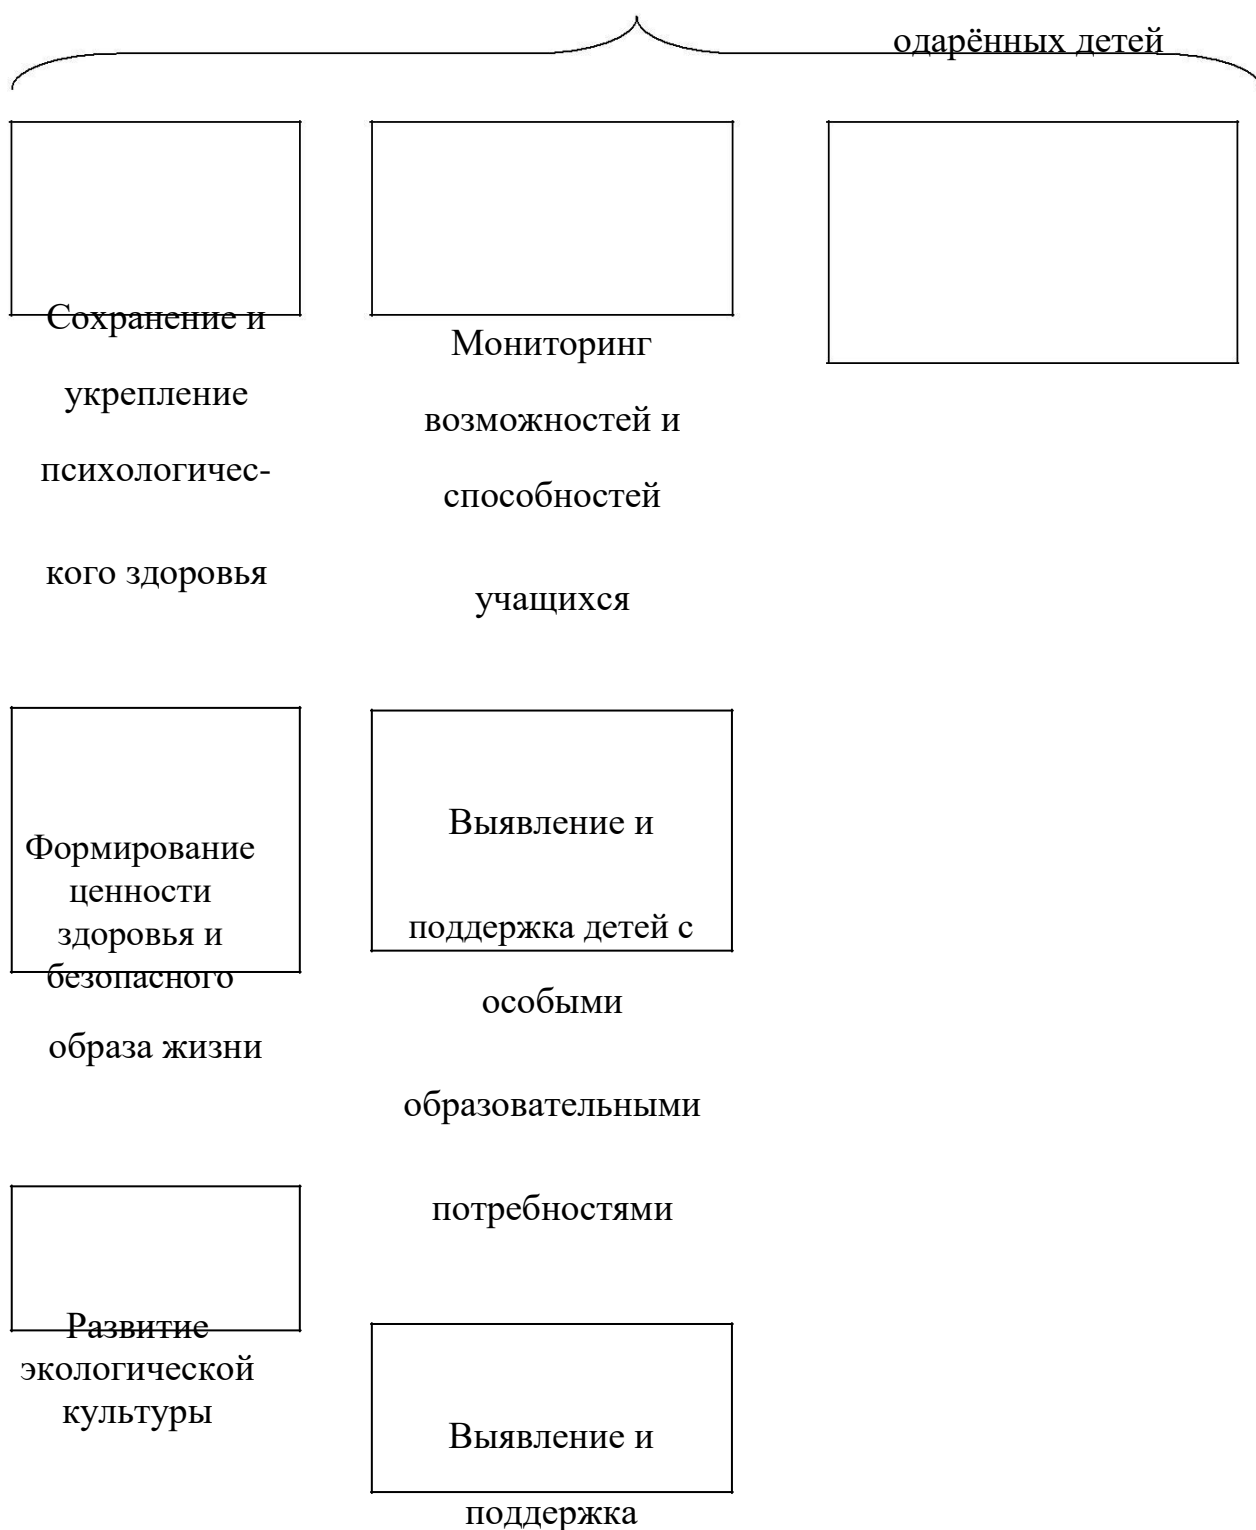 одарённых детей
Сохранение и
укрепление
психологичес-
кого здоровья
Мониторинг
возможностей и
способностей
учащихся
Формирование
ценности
здоровья и
безопасного
образа жизни
Выявление и
поддержка детей с
особыми
образовательными
потребностями
Развитие
экологической
культуры
Выявление и
поддержка